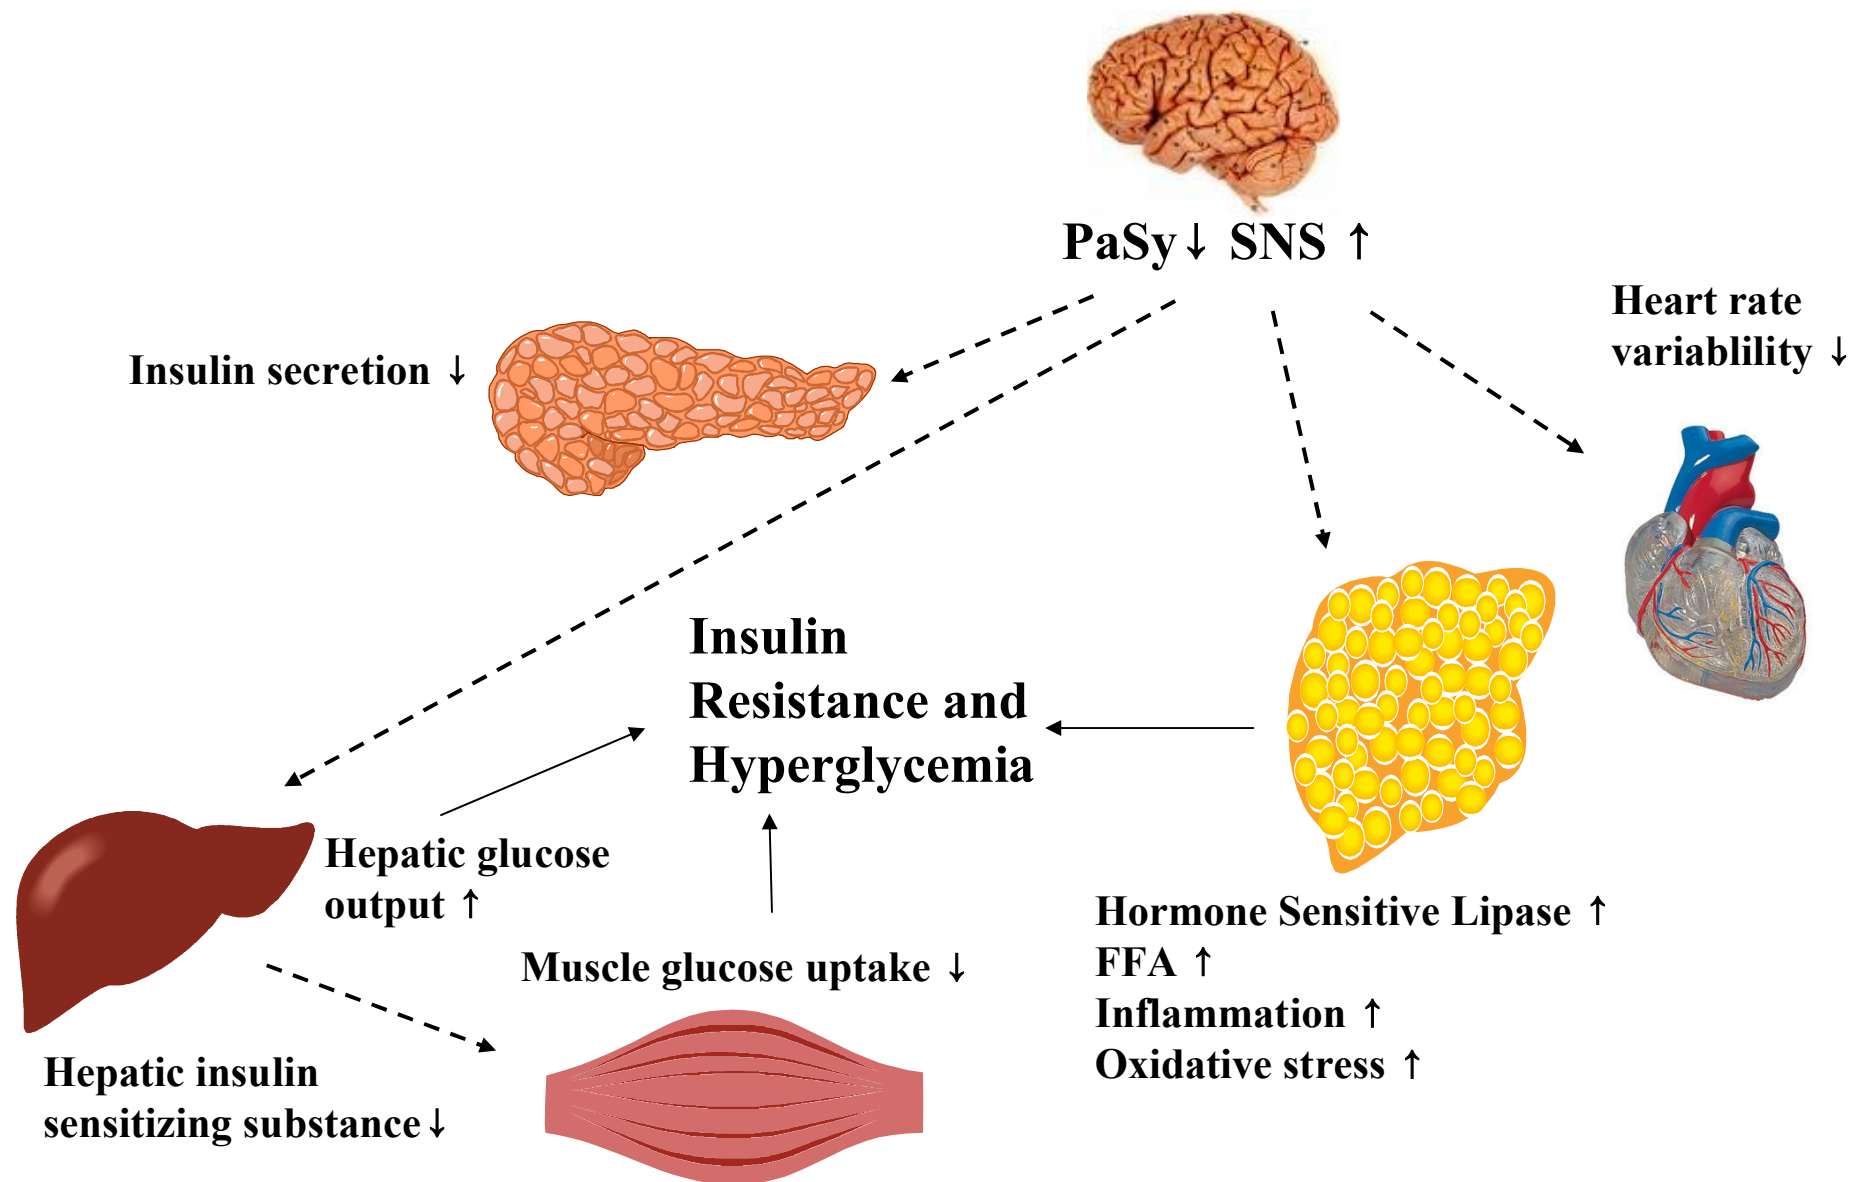 PaSy↓ SNS ↑
Heart rate
variablility ↓
Insulin secretion ↓
Insulin
Resistance and
Hyperglycemia
Hepatic glucose
output ↑
Muscle glucose uptake ↓
Hormone Sensitive Lipase ↑
FFA ↑
Inflammation ↑
Oxidative stress ↑
Hepatic insulin
sensitizing substance↓